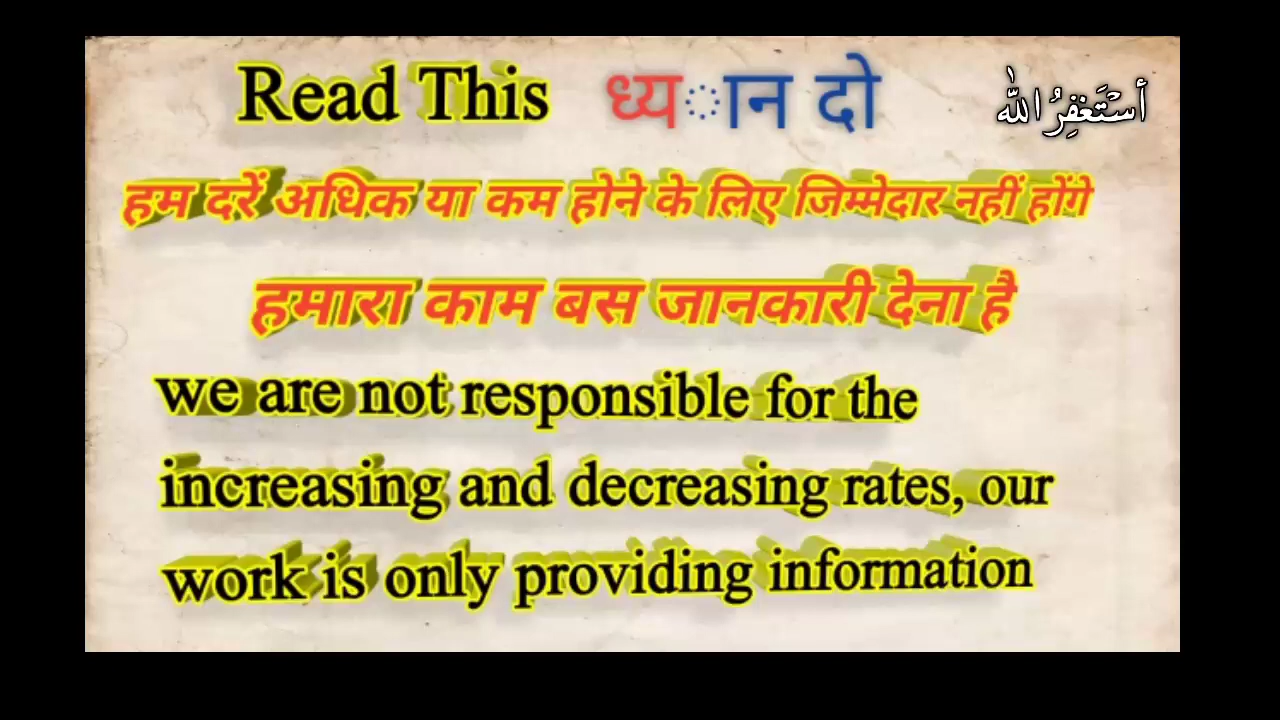 Read This ध्यान दो أَسْتَغْفِرُ اللّٰه
हम दरें अधिक या कम होने के लिए जिम्मेदार नहीं होंगे
हमारा काम बस जानकारी देना है
we are not responsible for the
increasing and decreasing rates, our
work is only providing information